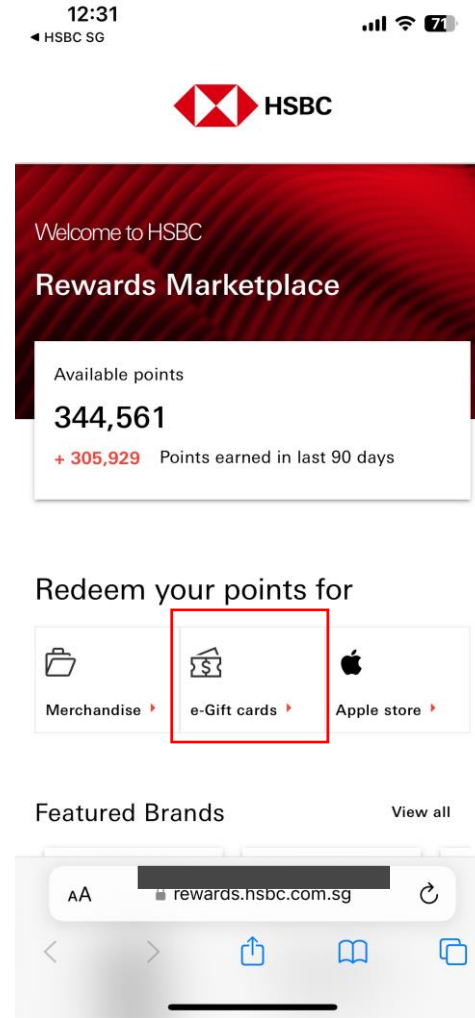 12:31
71
◀ HSBC SG
HSBC
Welcome to HSBC
Rewards Marketplace
Available points
344,561
+ 305,929 Points earned in last 90 days
Redeem your points for
$
Merchandise e-Gift cards Apple store
Featured Brands View all
AA rewards.hsbc.com.sg